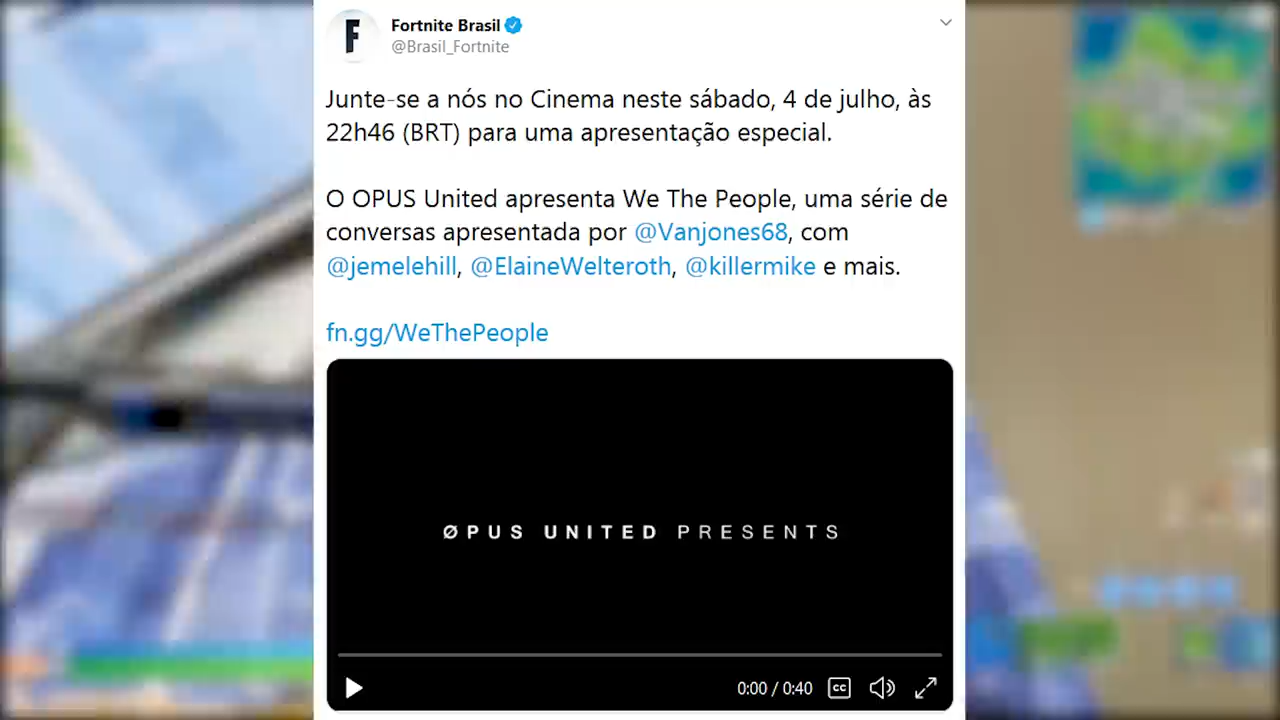 Fortnite Brasil
@Brasil_Fortnite
Junte-se a nós no Cinema neste sábado, 4 de julho, às
22h46 (BRT) para uma apresentação especial.
O OPUS United apresenta We The People, uma série de
conversas apresentada por @Vanjones68, com
@jemelehill, @ElaineWelteroth, @killermike e mais.
fn.gg/WeThePeople
ØPUS UNITED PRESENTS
0:00 / 0:40 CC